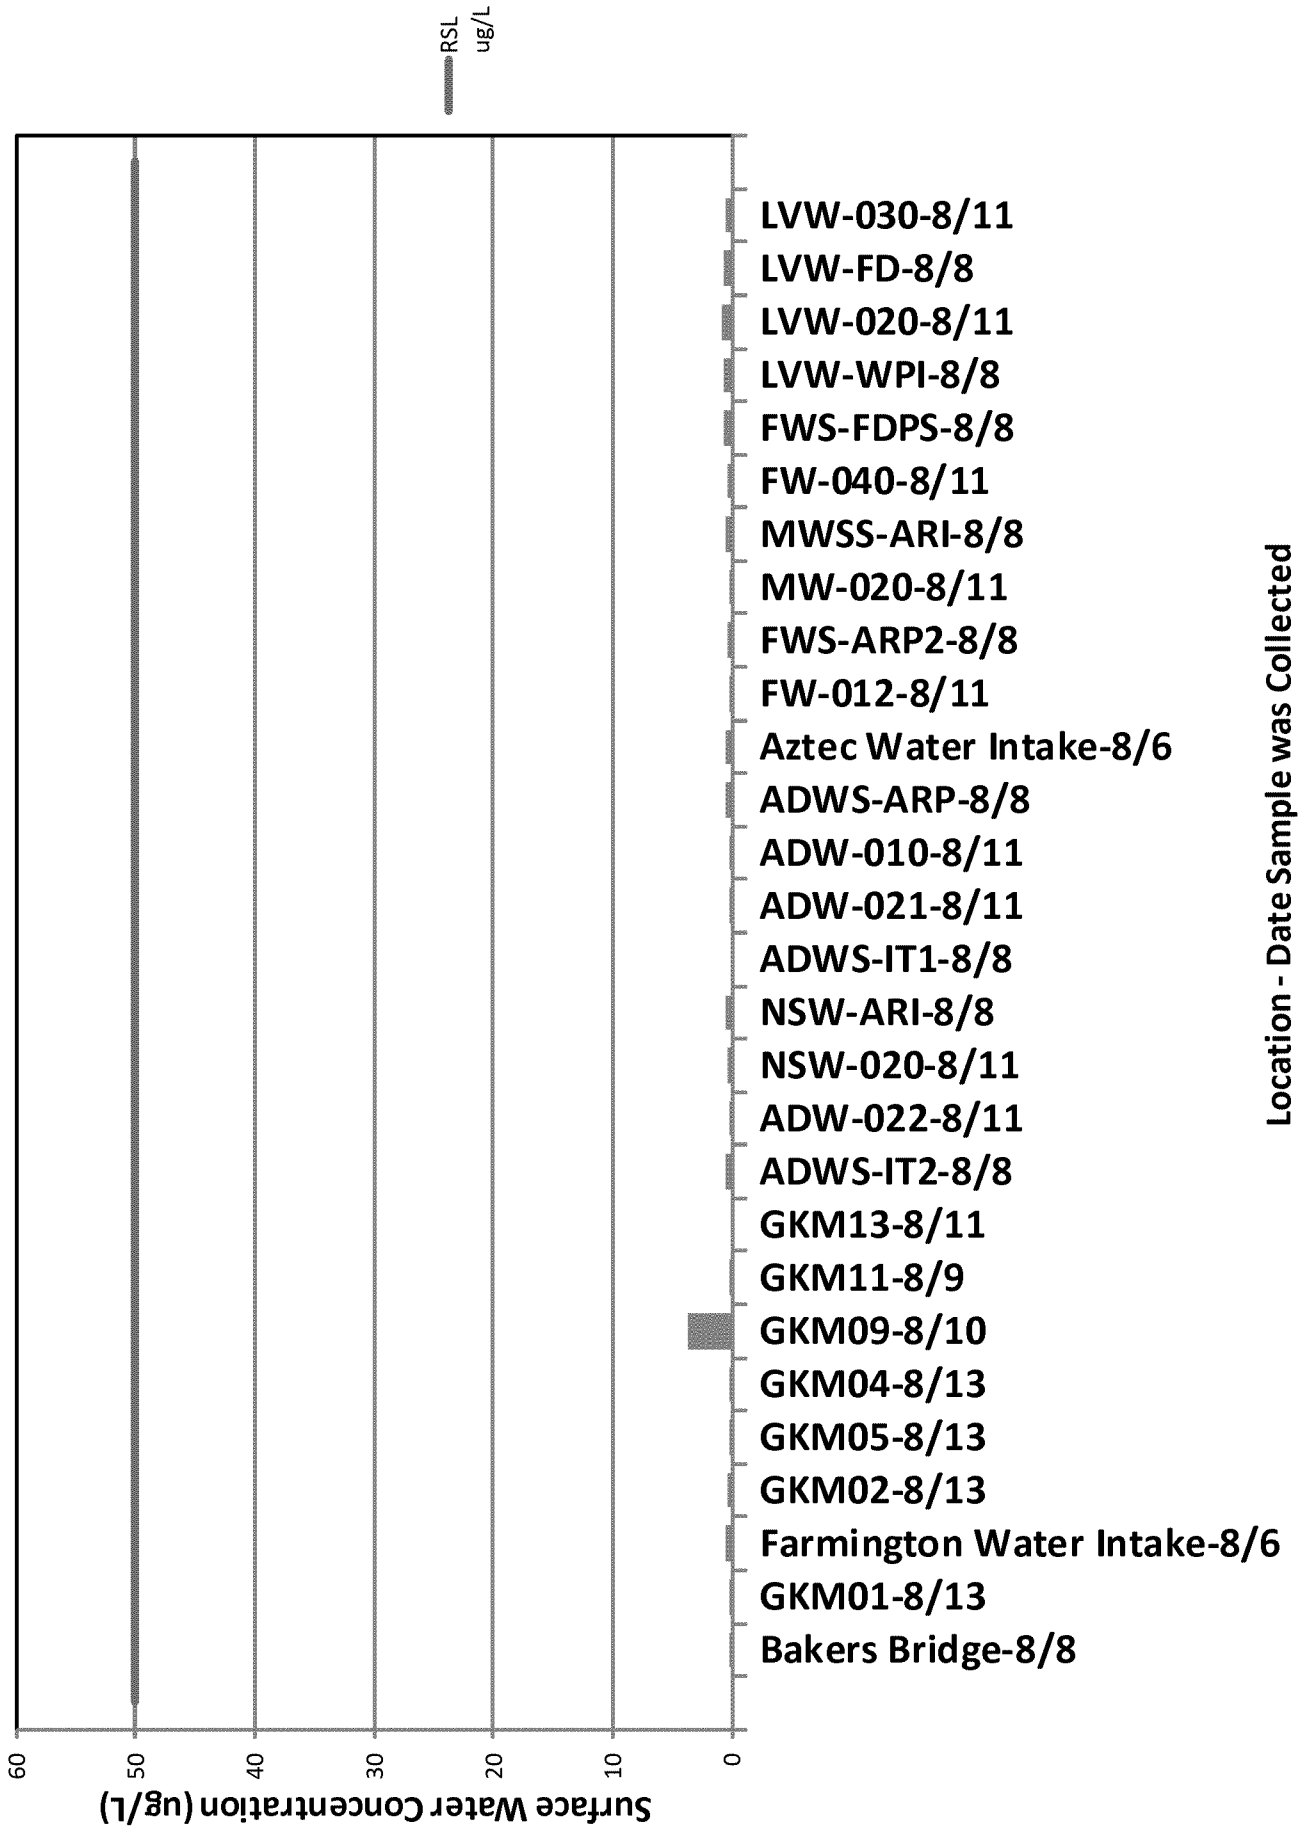 Surface Water Concentration (ug/L)
60
50
40
30
20
10
0
RSL
ug/L
Bakers Bridge-8/8
GKM01-8/13
Farmington Water Intake-8/6
GKM02-8/13
GKM05-8/13
GKM04-8/13
GKM09-8/10
GKM11-8/9
GKM13-8/11
ADWS-IT2-8/8
ADW-022-8/11
NSW-020-8/11
NSW-ARI-8/8
ADWS-IT1-8/8
ADW-021-8/11
ADW-010-8/11
ADWS-ARP-8/8
Aztec Water Intake-8/6
FW-012-8/11
FWS-ARP2-8/8
MW-020-8/11
MWSS-ARI-8/8
FW-040-8/11
FWS-FDPS-8/8
LVW-WPI-8/8
LVW-020-8/11
LVW-FD-8/8
LVW-030-8/11
Location - Date Sample was Collected